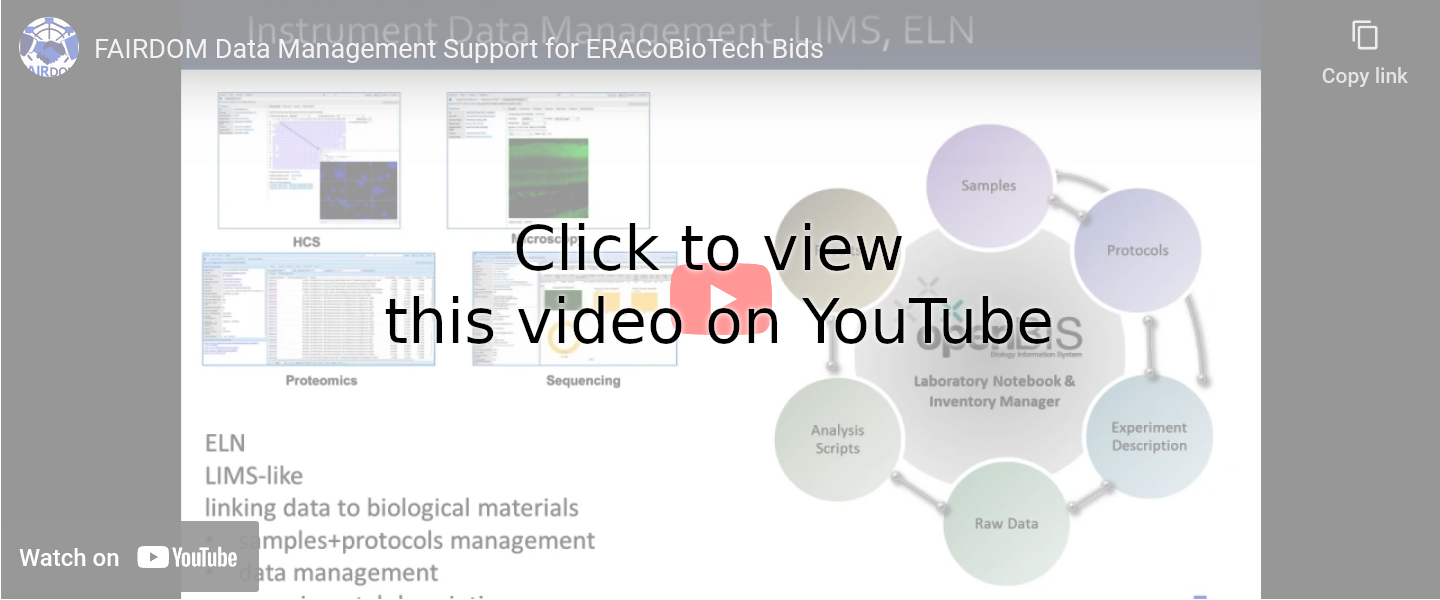 Instrument Data Management, LIMS, ELN
FAIRDOM Data Management Support for ERACoBioTech Bids
Copy link
HCS
Microscopy
Proteomics
Sequencing
Click to view
this video on YouTube
Samples
Protocols
openBIS
Biology Information System
Laboratory Notebook &
Inventory Manager
Analysis
Scripts
Experiment
Description
Raw Data
ELN
LIMS-like
linking data to biological materials
• samples+protocols management
• data management
Watch on YouTube